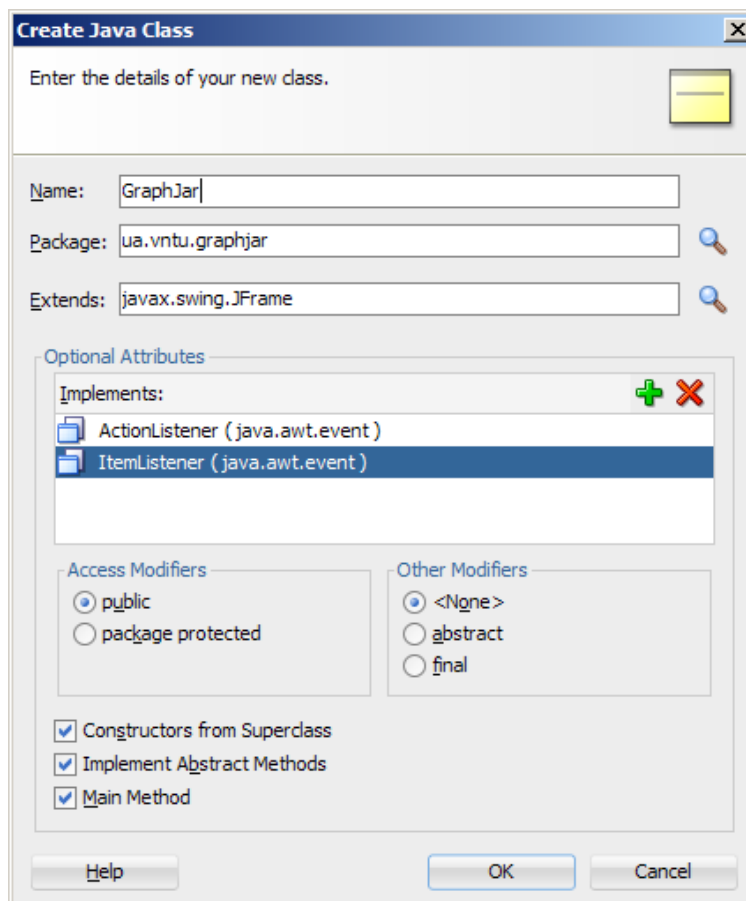 Create Java Class
Enter the details of your new class.
Name: GraphJar
Package: ua.vntu.graphjar
Extends: javax.swing.JFrame
Optional Attributes
Implements:
ActionListener ( java.awt.event )
ItemListener ( java.awt.event )
Access Modifiers
public
package protected
Other Modifiers
<None>
abstract
final
Constructors from Superclass
Implement Abstract Methods
Main Method
Help OK Cancel